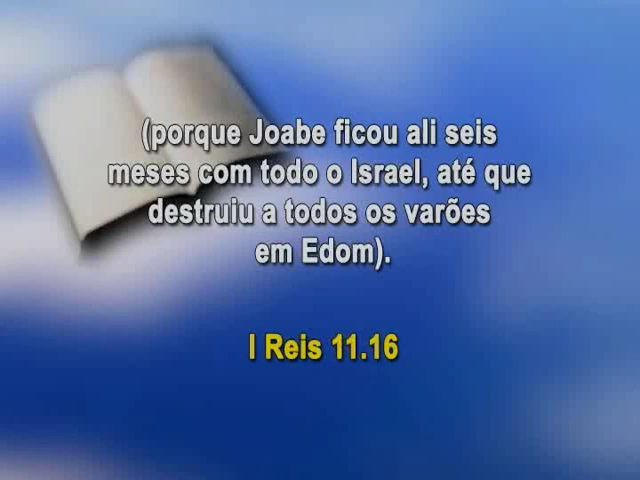 (porque Joabe ficou ali seis
meses com todo o Israel, até que
destruiu a todos os varões
em Edom).
I Reis 11.16